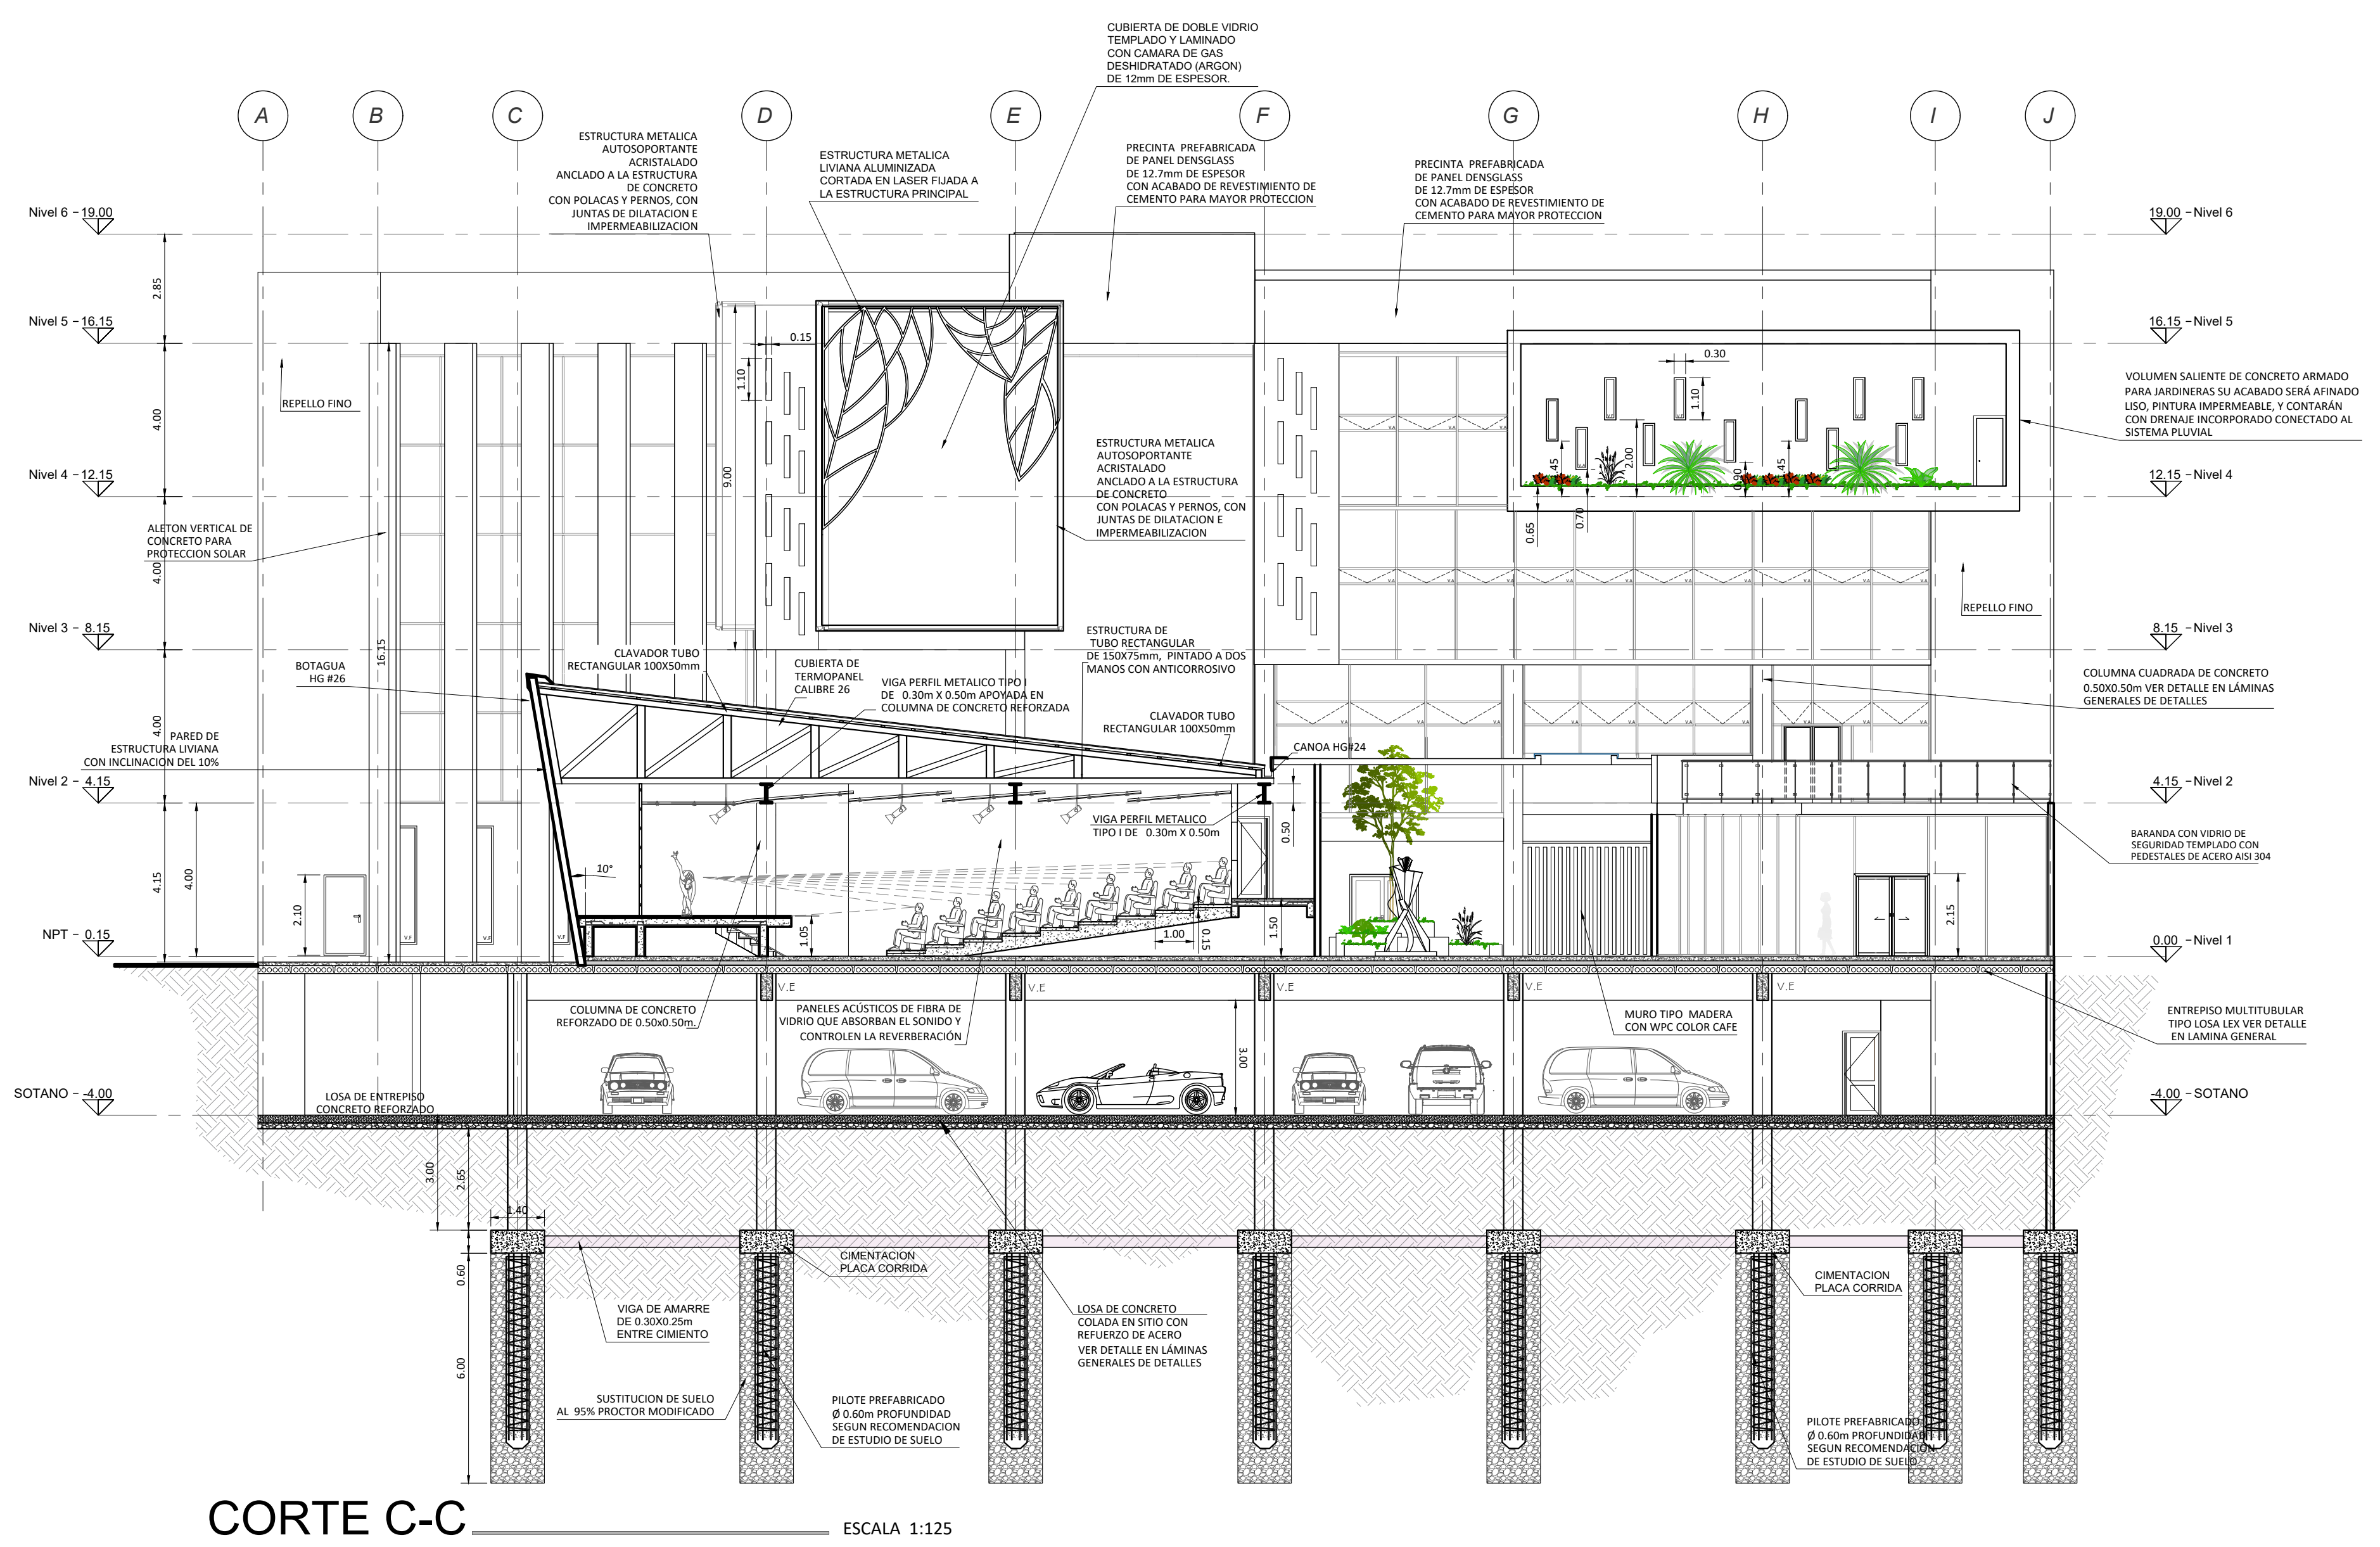 CUBIERTA DE DOBLE VIDRIO
TEMPLADO Y LAMINADO
CON CAMARA DE GAS
DESHIDRATADO (ARGON)
DE 12mm DE ESPESOR.
A
B
C
D
E
F
G
H
I
J
ESTRUCTURA METALICA
AUTOSOPORTANTE
ACRISTALADO
ANCLADO A LA ESTRUCTURA
DE CONCRETO
CON POLACAS Y PERNOS, CON
JUNTAS DE DILATACION E
IMPERMEABILIZACION
ESTRUCTURA METALICA
LIVIANA ALUMINIZADA
CORTADA EN LASER FIJADA A
LA ESTRUCTURA PRINCIPAL
PRECINTA PREFABRICADA
DE PANEL DENSGLASS
DE 12.7mm DE ESPESOR
CON ACABADO DE REVESTIMIENTO DE
CEMENTO PARA MAYOR PROTECCION
PRECINTA PREFABRICADA
DE PANEL DENSGLASS
DE 12.7mm DE ESPESOR
CON ACABADO DE REVESTIMIENTO DE
CEMENTO PARA MAYOR PROTECCION
Nivel 6 - 19.00
19.00 - Nivel 6
2.85
Nivel 5 - 16.15
16.15 - Nivel 5
0.15
1.10
0.30
1.10
REPELLO FINO
4.00
VOLUMEN SALIENTE DE CONCRETO ARMADO
PARA JARDINERAS SU ACABADO SERÁ AFINADO
LISO, PINTURA IMPERMEABLE, Y CONTARÁN
CON DRENAJE INCORPORADO CONECTADO AL
SISTEMA PLUVIAL
ESTRUCTURA METALICA
AUTOSOPORTANTE
ACRISTALADO
ANCLADO A LA ESTRUCTURA
DE CONCRETO
CON POLACAS Y PERNOS, CON
JUNTAS DE DILATACION E
IMPERMEABILIZACION
9.00
2.00
0.90
0.65
0.70
Nivel 4 - 12.15
12.15 - Nivel 4
ALETON VERTICAL DE
CONCRETO PARA
PROTECCION SOLAR
4.00
REPELLO FINO
Nivel 3 - 8.15
8.15 - Nivel 3
16.15
BOTAGUA
HG #26
CLAVADOR TUBO
RECTANGULAR 100X50mm
CUBIERTA DE
TERMOPANEL
CALIBRE 26
VIGA PERFIL METALICO TIPO I
DE 0.30m X 0.50m APOYADA EN
COLUMNA DE CONCRETO REFORZADA
ESTRUCTURA DE
TUBO RECTANGULAR
DE 150X75mm, PINTADO A DOS
MANOS CON ANTICORROSIVO
COLUMNA CUADRADA DE CONCRETO
0.50X0.50m VER DETALLE EN LÁMINAS
GENERALES DE DETALLES
CLAVADOR TUBO
RECTANGULAR 100X50mm
CANOA HG#24
4.00
PARED DE
ESTRUCTURA LIVIANA
CON INCLINACION DEL 10%
Nivel 2 - 4.15
4.15 - Nivel 2
VIGA PERFIL METALICO
TIPO I DE 0.30m X 0.50m
0.50
BARANDA CON VIDRIO DE
SEGURIDAD TEMPLADO CON
PEDESTALES DE ACERO AISI 304
4.15
4.00
10°
2.10
V.F
V.F
V.F
1.05
1.00
0.15
1.50
2.15
NPT - 0.15
0.00 - Nivel 1
V.E
V.E
V.E
V.E
V.E
COLUMNA DE CONCRETO
REFORZADO DE 0.50x0.50m.
PANELES ACÚSTICOS DE FIBRA DE
VIDRIO QUE ABSORBAN EL SONIDO Y
CONTROLEN LA REVERBERACIÓN
3.00
MURO TIPO MADERA
CON WPC COLOR CAFE
ENTREPISO MULTITUBULAR
TIPO LOSA LEX VER DETALLE
EN LAMINA GENERAL
SOTANO - -4.00
-4.00 - SOTANO
LOSA DE ENTREPISO
CONCRETO REFORZADO
3.00
2.65
1.40
0.60
6.00
CIMENTACION
PLACA CORRIDA
CIMENTACION
PLACA CORRIDA
VIGA DE AMARRE
DE 0.30X0.25m
ENTRE CIMIENTO
LOSA DE CONCRETO
COLADA EN SITIO CON
REFUERZO DE ACERO
VER DETALLE EN LÁMINAS
GENERALES DE DETALLES
SUSTITUCION DE SUELO
AL 95% PROCTOR MODIFICADO
PILOTE PREFABRICADO
Ø 0.60m PROFUNDIDAD
SEGUN RECOMENDACION
DE ESTUDIO DE SUELO
PILOTE PREFABRICADO
Ø 0.60m PROFUNDIDAD
SEGUN RECOMENDACION
DE ESTUDIO DE SUELO
CORTE C-C
ESCALA 1:125